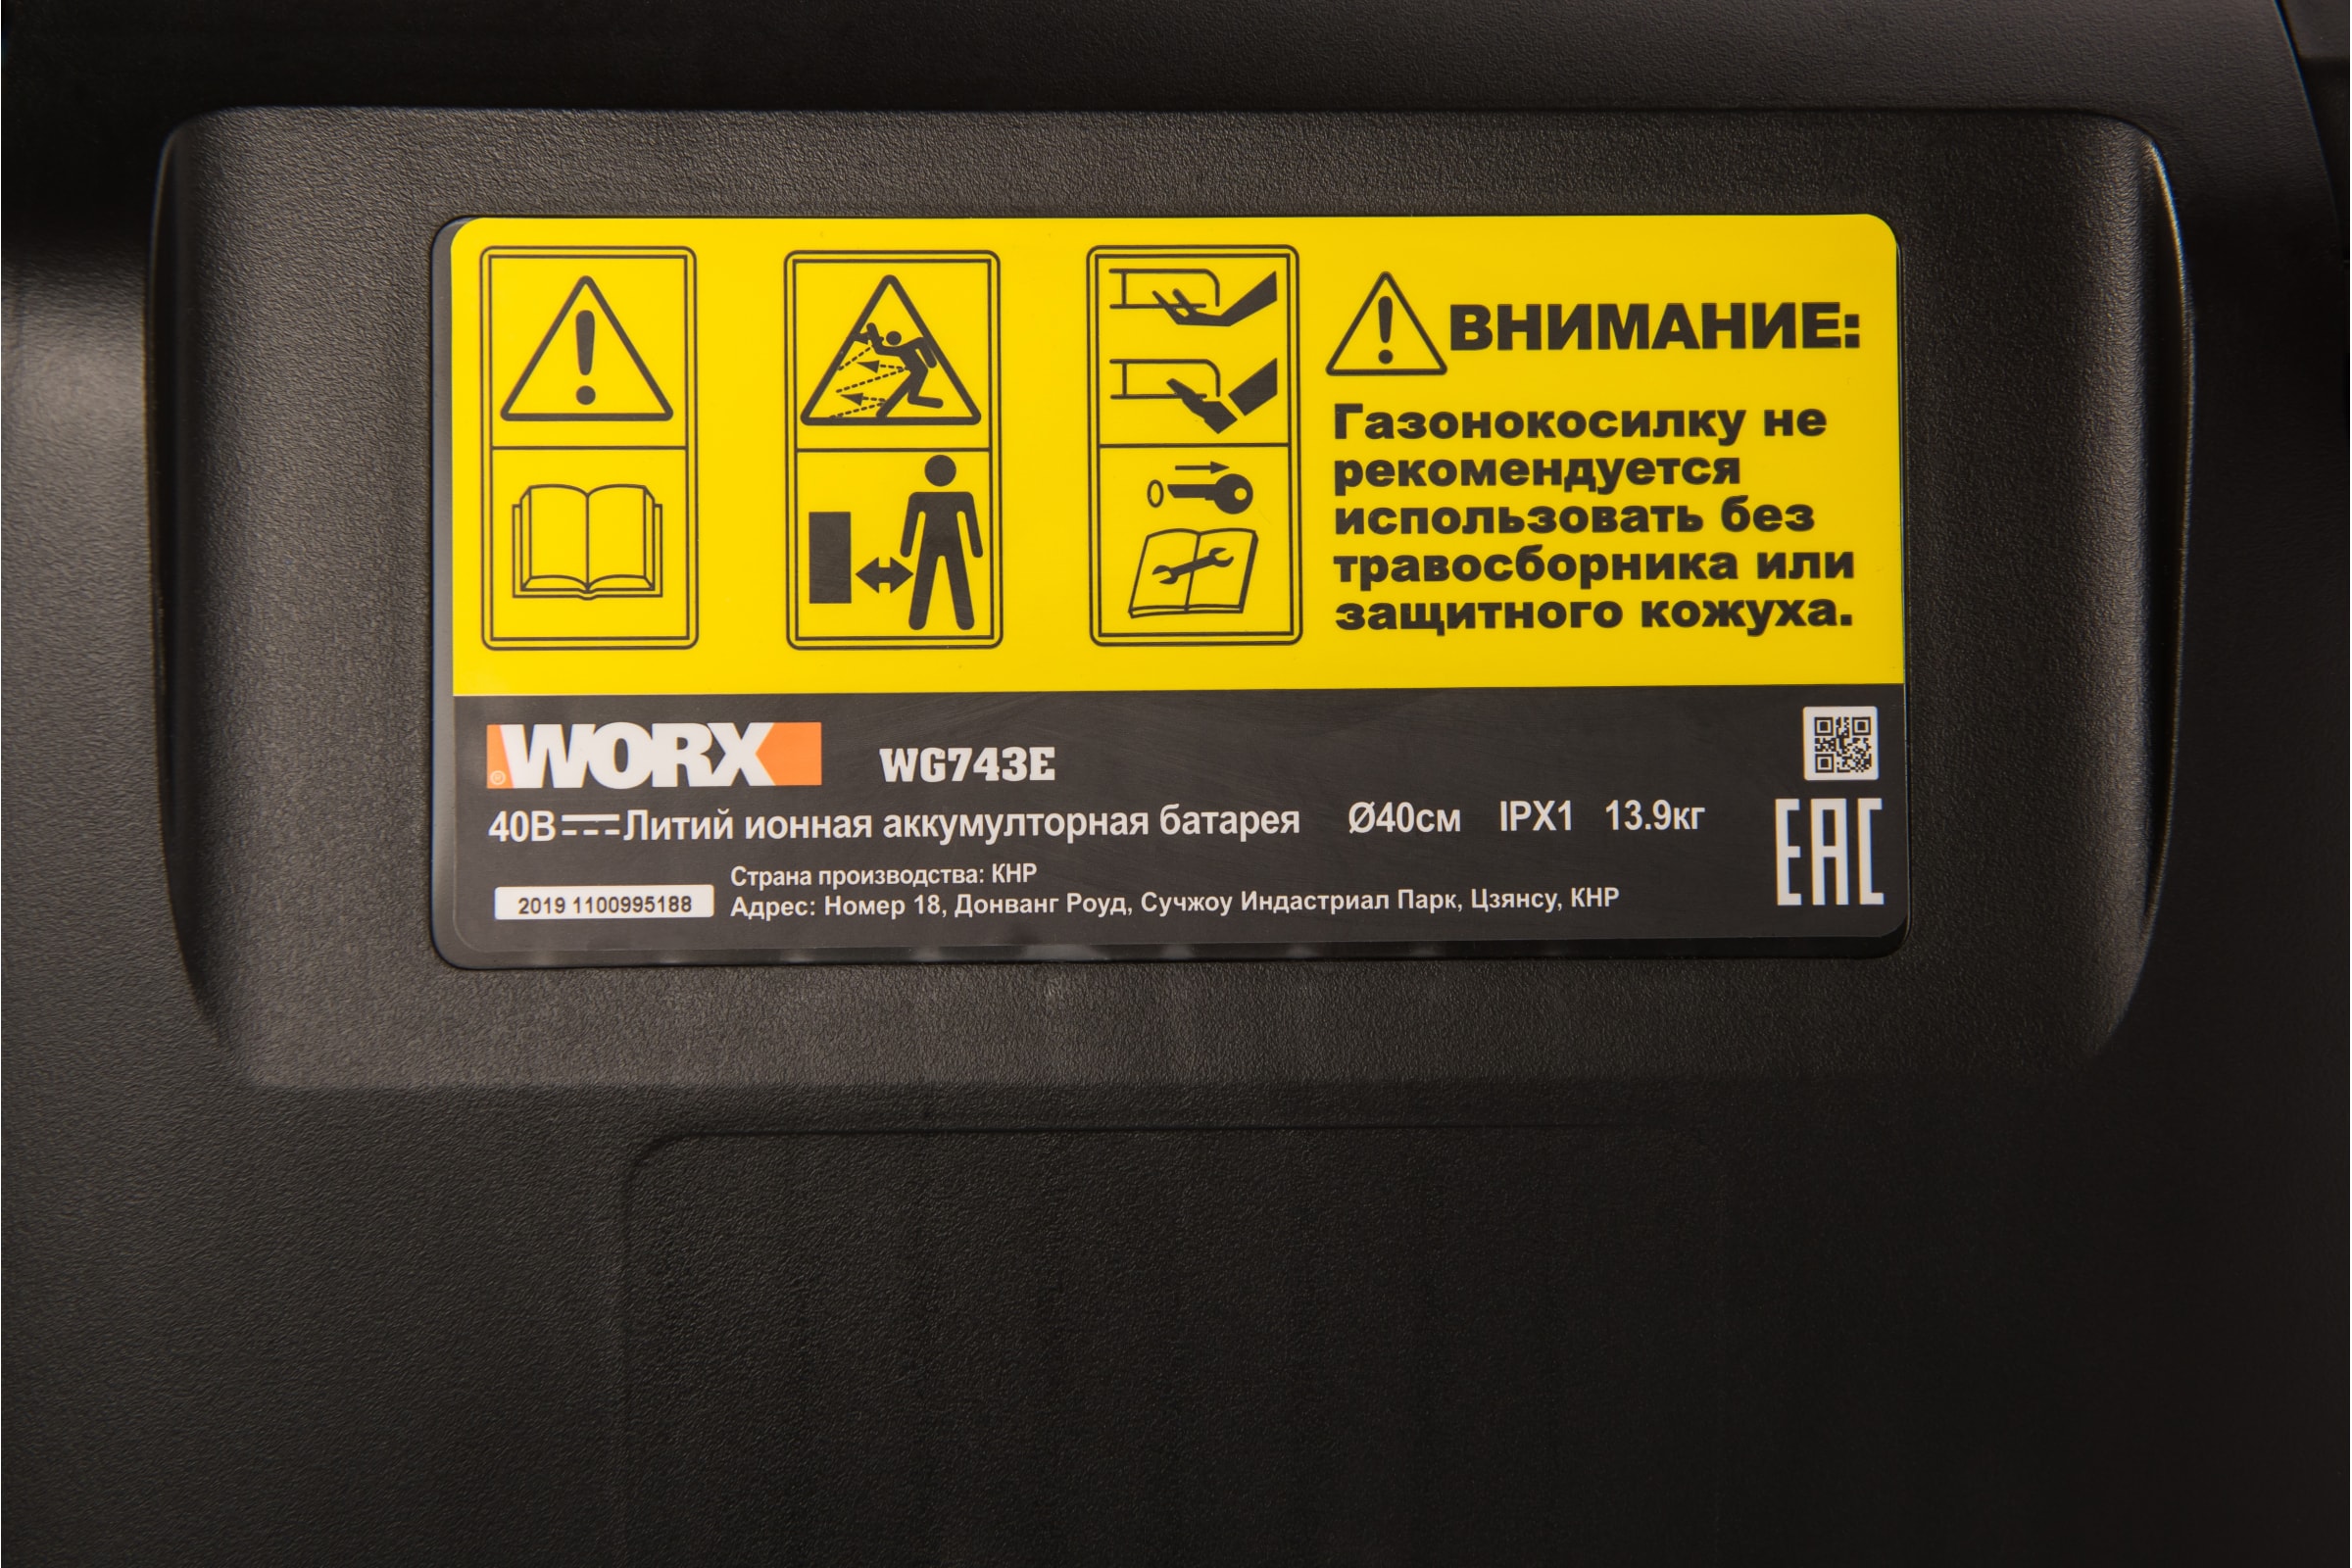 ВНИМАНИЕ:
Газонокосилку не
рекомендуется
использовать без
травосборника или
защитного кожуха.
WORX® WG743E
40В Литий ионная аккумулторная батарея Ø40см IPX1 13.9кг
EAC
Страна производства: КНР
2019 1100995188
Адрес: Номер 18, Донванг Роуд, Сучжоу Индастриал Парк, Цзянсу, КНР